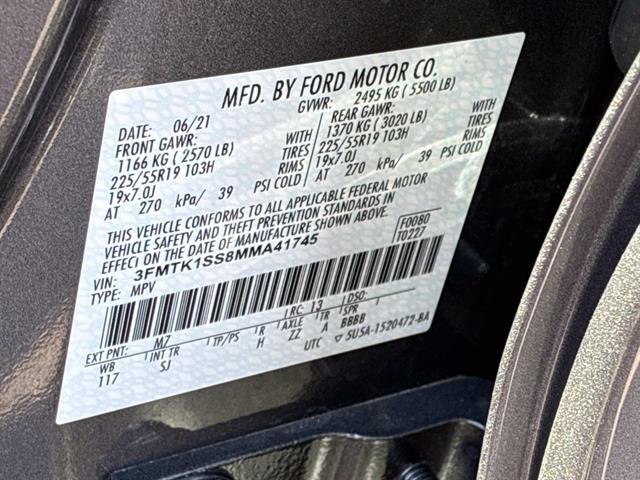 MFD. BY FORD MOTOR CO.
DATE: 06/21 GVWR: 2495 KG ( 5500 LB)
FRONT GAWR: WITH REAR GAWR: WITH
1166 KG ( 2570 LB) TIRES 1370 KG ( 3020 LB) TIRES
225/55R19 103H RIMS 225/55R19 103H RIMS
19x7.0J 19x7.0J
AT 270 kPa/ 39 PSI COLD AT 270 kPa/ 39 PSI COLD
THIS VEHICLE CONFORMS TO ALL APPLICABLE FEDERAL MOTOR
VEHICLE SAFETY AND THEFT PREVENTION STANDARDS IN
EFFECT ON THE DATE OF MANUFACTURE SHOWN ABOVE.
F0080
T0227
VIN: 3FMTK1SS8MMA41745
TYPE: MPV
EXT PNT: M7 RC: 13 DSO:
WB INT TR TP/PS R AXLE TR SPR
117 SJ H ZZ A BBBB
UTC ▽ 5U5A-1520472-BA